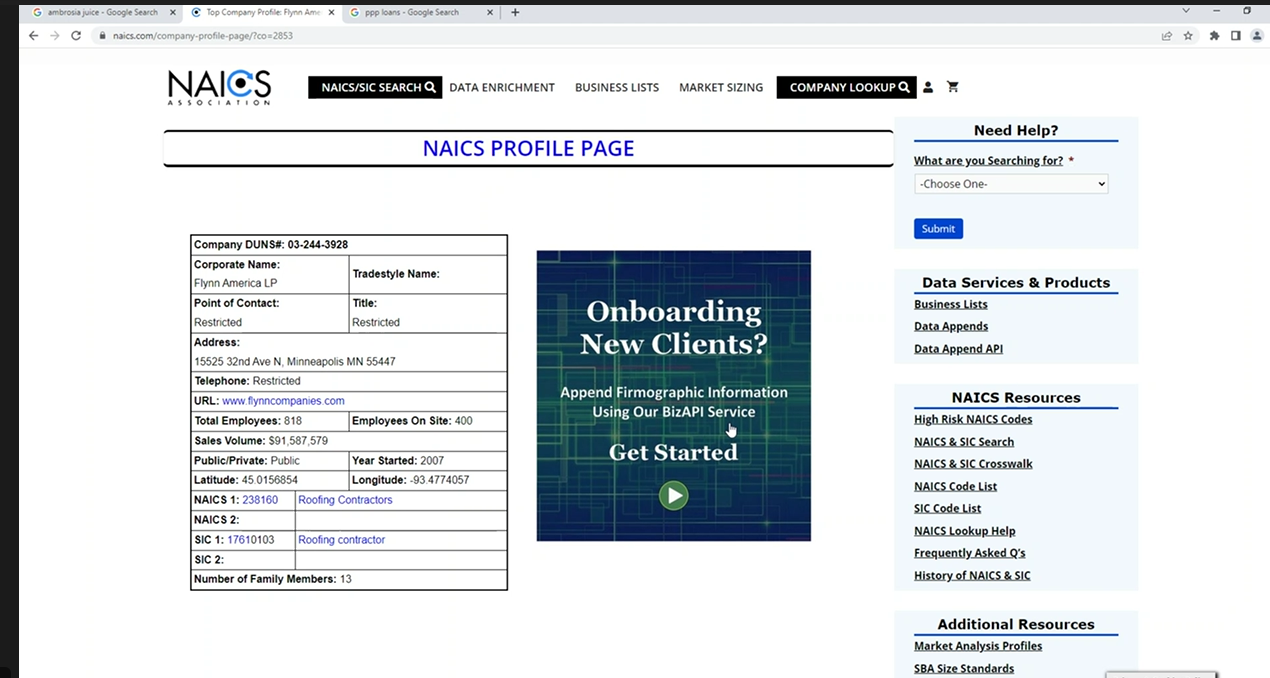 ambrosia juice - Google Search
Top Company Profile: Flynn Ame
ppp loans - Google Search
naics.com/company-profile-page/?co=2853
NAICS
ASSOCIATION
NAICS/SIC SEARCH
DATA ENRICHMENT
BUSINESS LISTS
MARKET SIZING
COMPANY LOOKUP
NAICS PROFILE PAGE
Company DUNS#: 03-244-3928
Corporate Name:
Flynn America LP
Tradestyle Name:
Point of Contact:
Restricted
Title:
Restricted
Address:
15525 32nd Ave N, Minneapolis MN 55447
Telephone: Restricted
URL: www.flynncompanies.com
Total Employees: 818
Employees On Site: 400
Sales Volume: $91,587,579
Public/Private: Public
Year Started: 2007
Latitude: 45.0156854
Longitude: -93.4774057
NAICS 1: 238160
Roofing Contractors
NAICS 2:
SIC 1: 17610103
Roofing contractor
SIC 2:
Number of Family Members: 13
Onboarding
New Clients?
Append Firmographic Information
Using Our BizAPI Service
Get Started
Need Help?
What are you Searching for? *
-Choose One-
Submit
Data Services & Products
Business Lists
Data Appends
Data Append API
NAICS Resources
High Risk NAICS Codes
NAICS & SIC Search
NAICS & SIC Crosswalk
NAICS Code List
SIC Code List
NAICS Lookup Help
Frequently Asked Q's
History of NAICS & SIC
Additional Resources
Market Analysis Profiles
SBA Size Standards